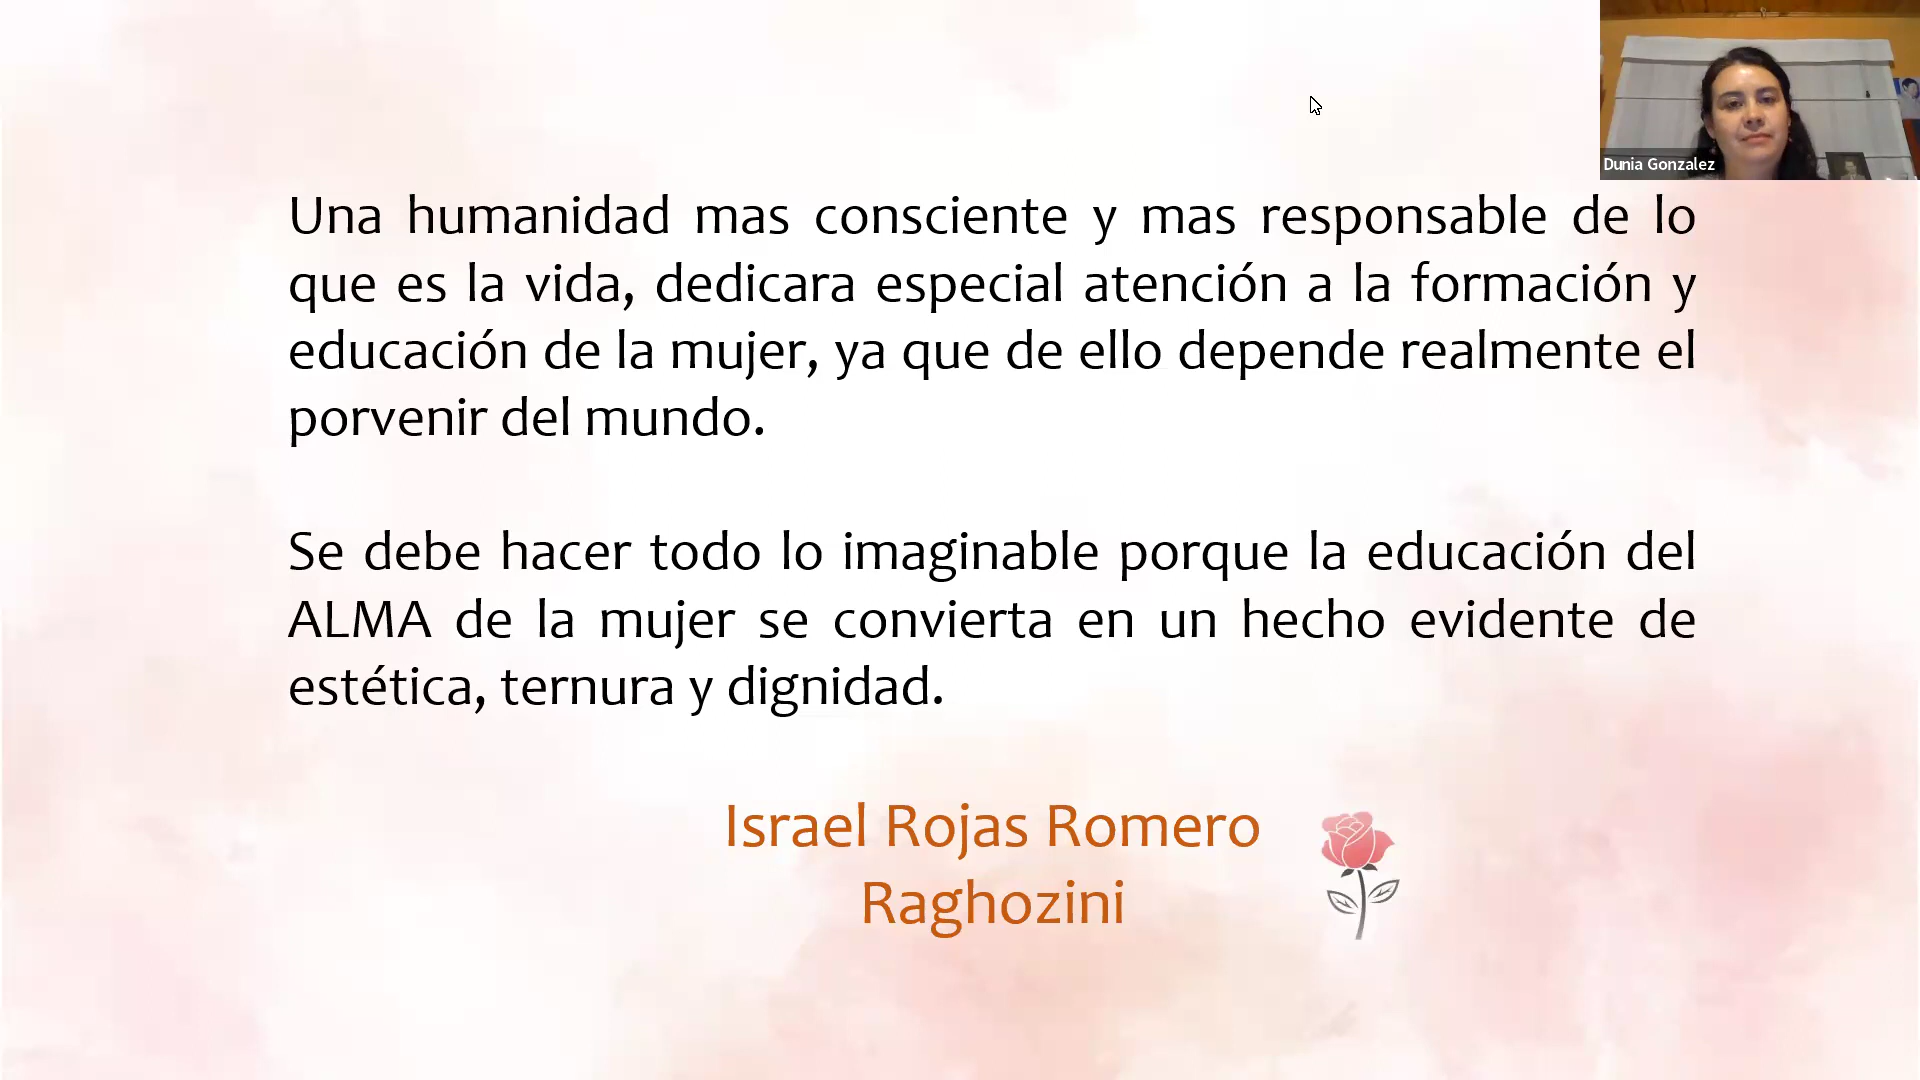 Dunia Gonzalez
Una humanidad mas consciente y mas responsable de lo
que es la vida, dedicara especial atención a la formación y
educación de la mujer, ya que de ello depende realmente el
porvenir del mundo.
Se debe hacer todo lo imaginable porque la educación del
ALMA de la mujer se convierta en un hecho evidente de
estética, ternura y dignidad.
Israel Rojas Romero
Raghozini